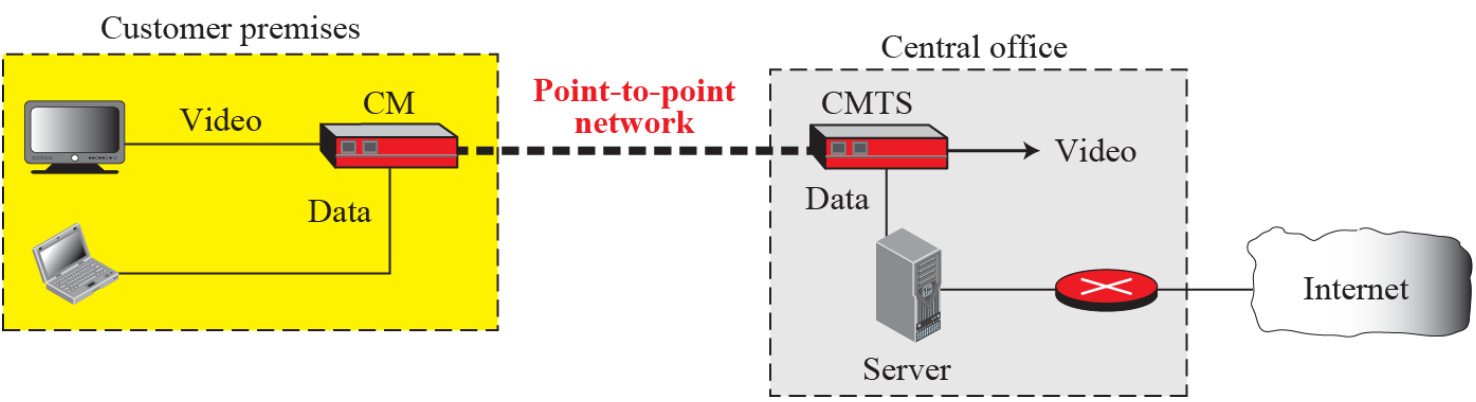 Customer premises
Video
CM
Data
Point-to-point
network
Central office
CMTS
Video
Data
Server
Internet